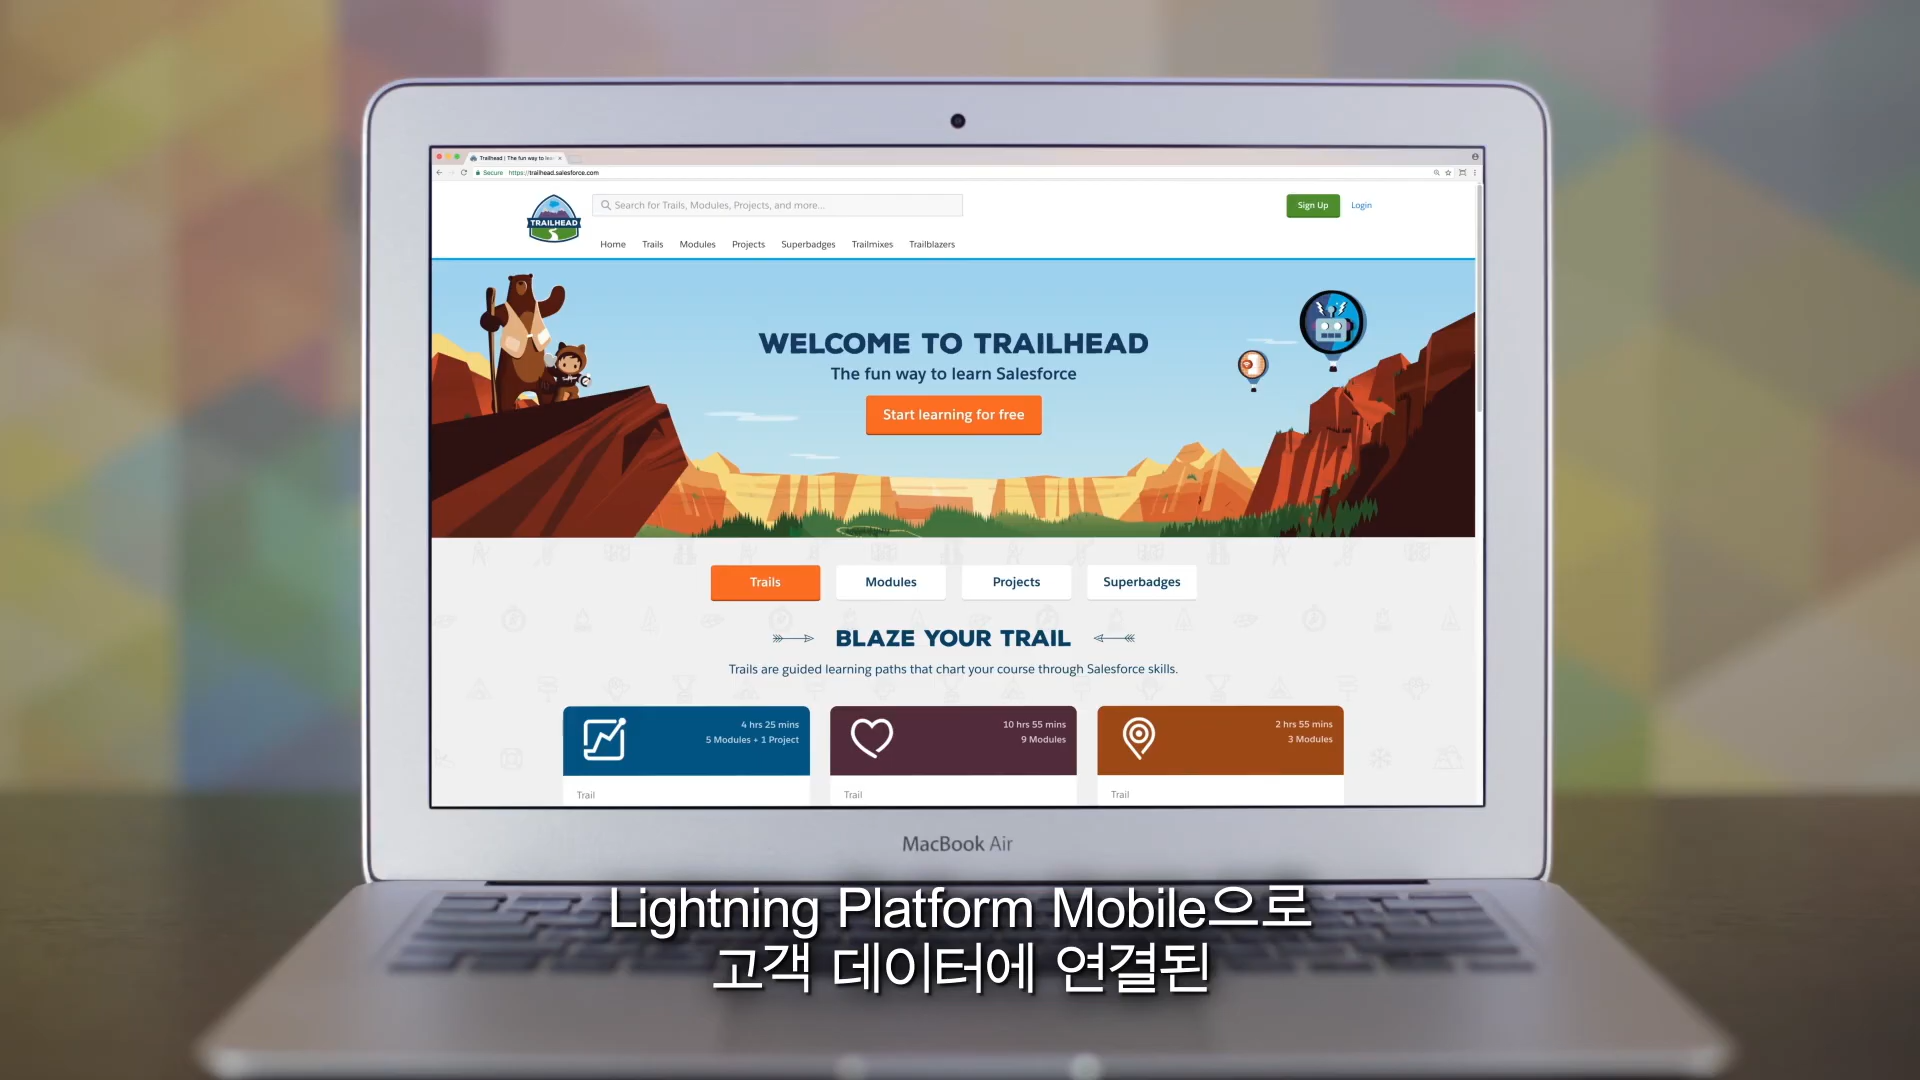 Trailhead | The fun way to lea
Secure https://trailhead.salesforce.com
TRAILHEAD
Search for Trails, Modules, Projects, and more...
Sign Up Login
Home Trails Modules Projects Superbadges Trailmixes Trailblazers
WELCOME TO TRAILHEAD
The fun way to learn Salesforce
Start learning for free
Trails Modules Projects Superbadges
BLAZE YOUR TRAIL
Trails are guided learning paths that chart your course through Salesforce skills.
4 hrs 25 mins
5 Modules + 1 Project
Trail
10 hrs 55 mins
9 Modules
Trail
2 hrs 55 mins
3 Modules
Trail
MacBook Air
Lightning Platform Mobile으로
고객 데이터에 연결된